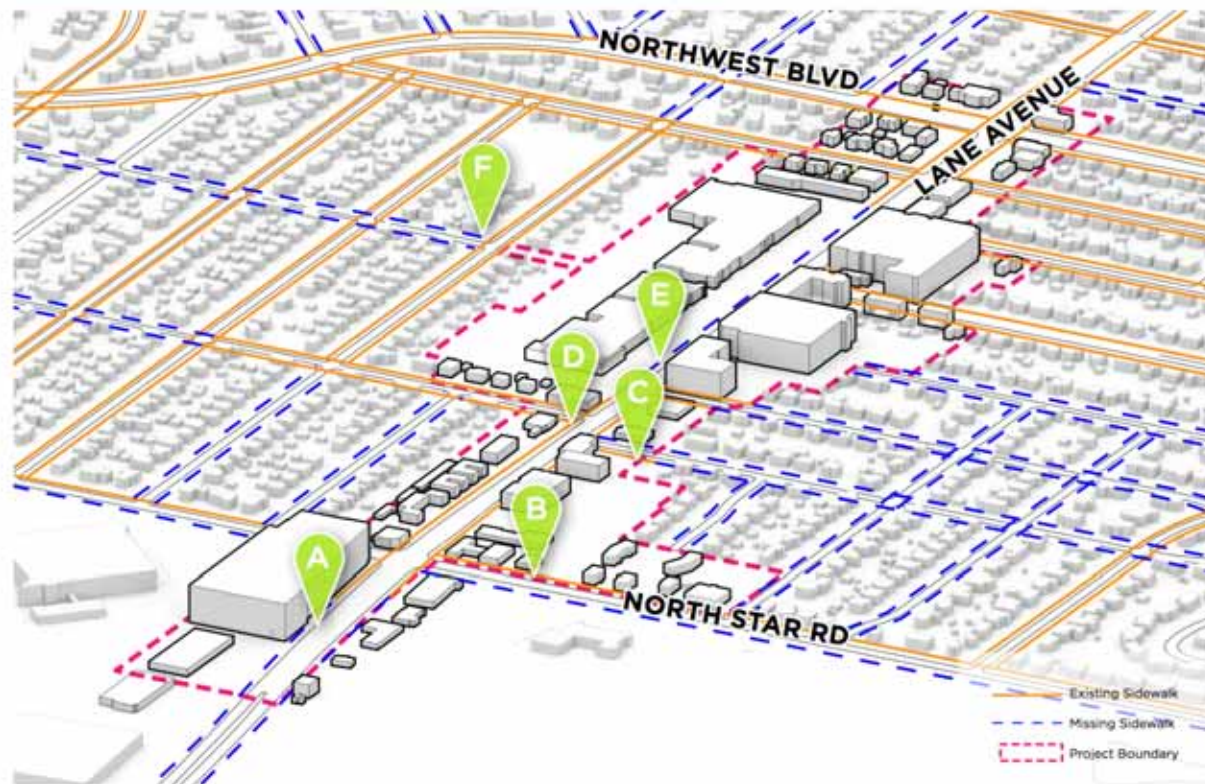 NORTHWEST BLVD
LANE AVENUE
F
E
D
C
B
A
NORTH STAR RD
Existing Sidewalk
Missing Sidewalk
Project Boundary